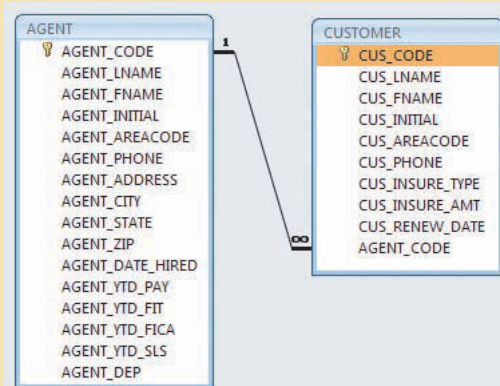 AGENT
AGENT_CODE
AGENT_LNAME
AGENT_FNAME
AGENT_INITIAL
AGENT_AREACODE
AGENT_PHONE
AGENT_ADDRESS
AGENT_CITY
AGENT_STATE
AGENT_ZIP
AGENT_DATE_HIRED
AGENT_YTD_PAY
AGENT_YTD_FIT
AGENT_YTD_FICA
AGENT_YTD_SLS
AGENT_DEP
1
∞
CUSTOMER
CUS_CODE
CUS_LNAME
CUS_FNAME
CUS_INITIAL
CUS_AREACODE
CUS_PHONE
CUS_INSURE_TYPE
CUS_INSURE_AMT
CUS_RENEW_DATE
AGENT_CODE